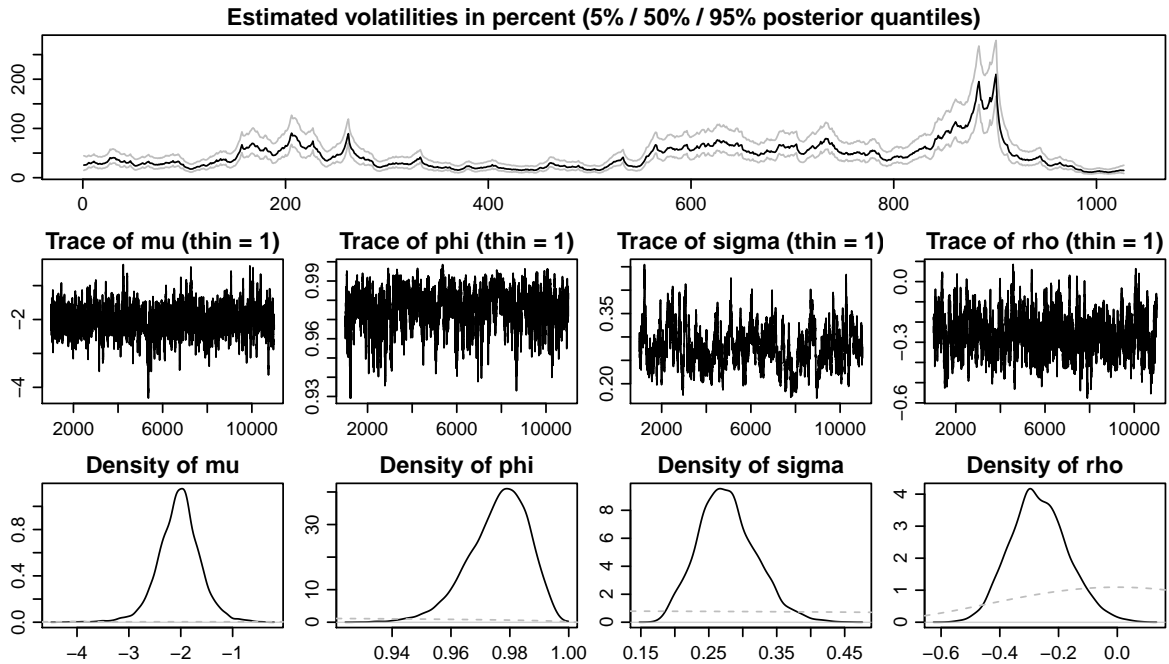 Estimated volatilities in percent (5% / 50% / 95% posterior quantiles)
0 100 200
0 200 400 600 800 1000
Trace of mu (thin = 1) Trace of phi (thin = 1) Trace of sigma (thin = 1) Trace of rho (thin = 1)
−4 −2
0.93 0.96 0.99
0.20 0.35
−0.6 −0.3 0.0
2000 6000 10000 2000 6000 10000 2000 6000 10000 2000 6000 10000
Density of mu Density of phi Density of sigma Density of rho
0.0 0.4 0.8
0 10 30
0 2 4 6 8
0 1 2 3 4
−4 −3 −2 −1 0.94 0.96 0.98 1.00 0.15 0.25 0.35 0.45 −0.6 −0.4 −0.2 0.0